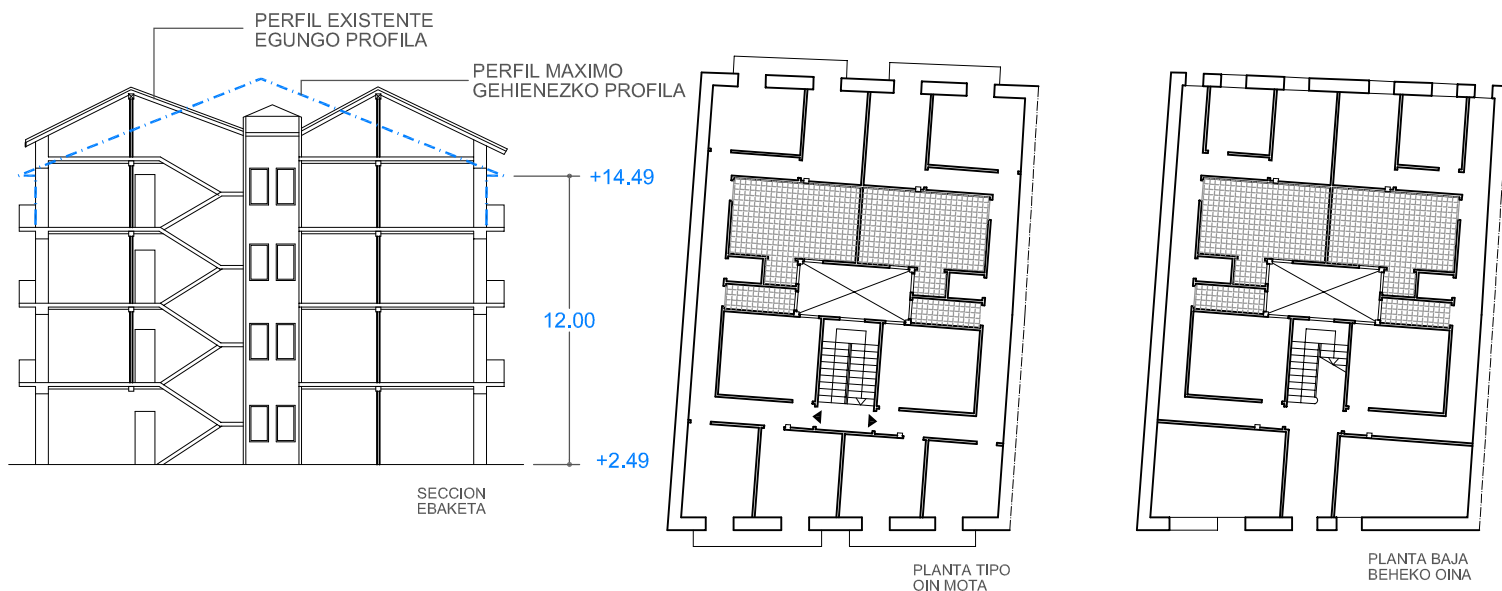 PERFIL EXISTENTE
EGUNGO PROFILA
PERFIL MAXIMO
GEHIENEZKO PROFILA
+14.49
12.00
+2.49
SECCION
EBAKETA
PLANTA TIPO
OIN MOTA
PLANTA BAJA
BEHEKO OINA